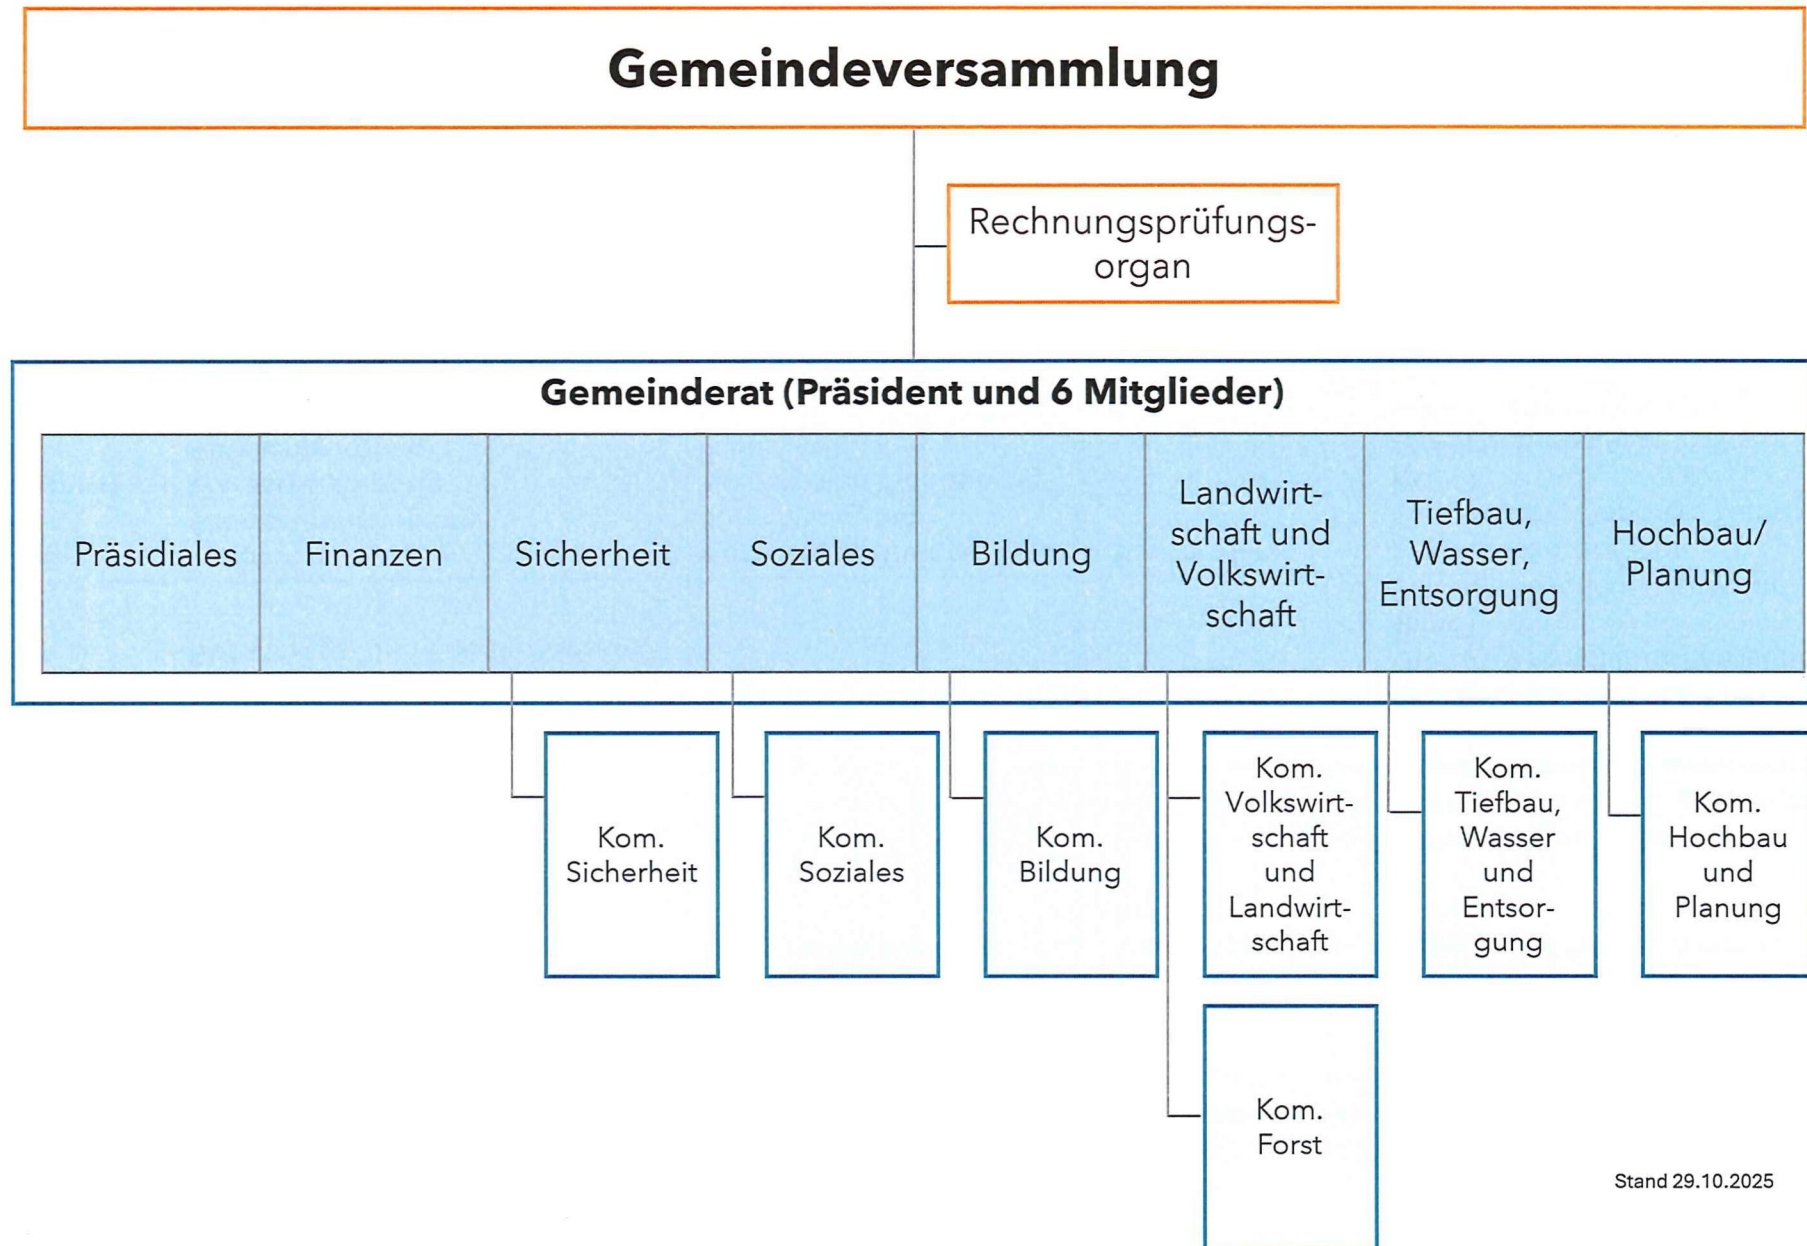 Gemeindeversammlung
Rechnungsprüfungs-
organ
Gemeinderat (Präsident und 6 Mitglieder)
Präsidiales
Finanzen
Sicherheit
Soziales
Bildung
Landwirt-
schaft und
Volkswirt-
schaft
Tiefbau,
Wasser,
Entsorgung
Hochbau/
Planung
Kom.
Sicherheit
Kom.
Soziales
Kom.
Bildung
Kom.
Volkswirt-
schaft
und
Landwirt-
schaft
Kom.
Tiefbau,
Wasser
und
Entsor-
gung
Kom.
Hochbau
und
Planung
Kom.
Forst
Stand 29.10.2025